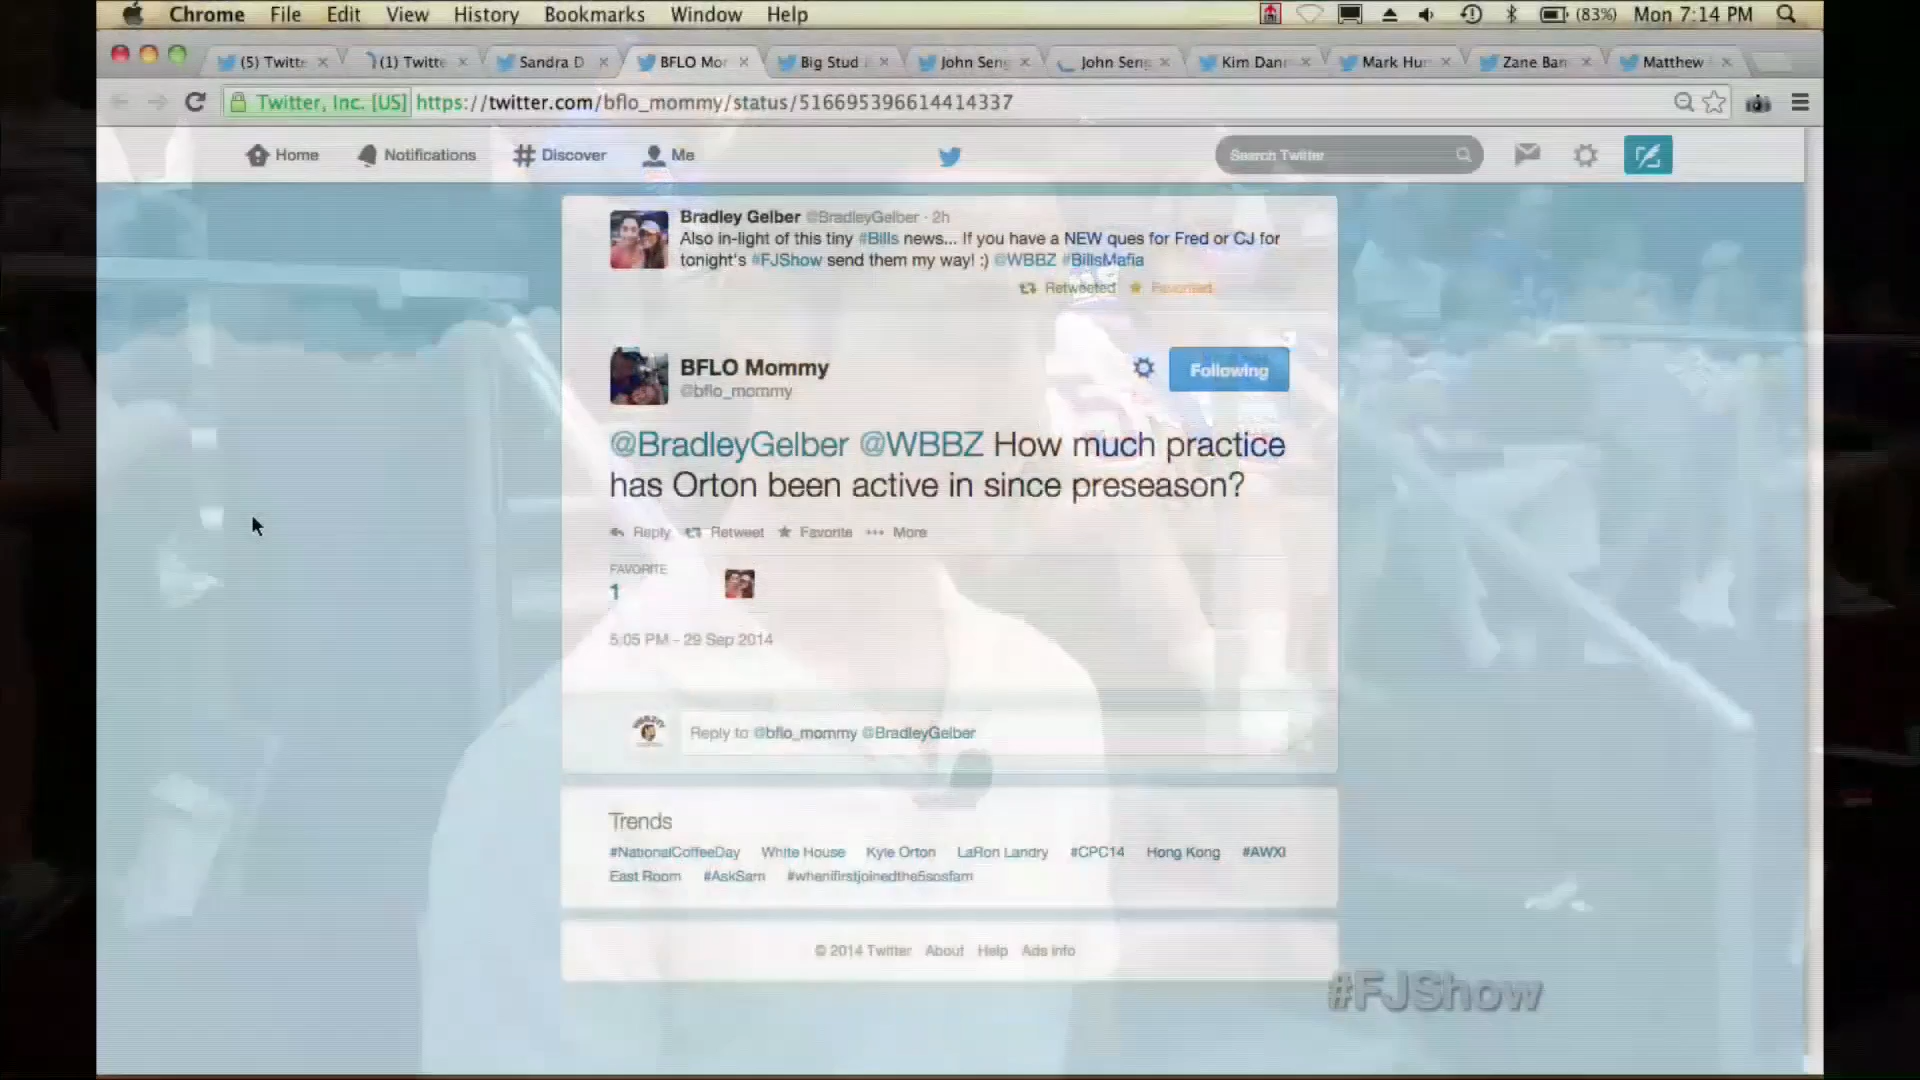 Chrome File Edit View History Bookmarks Window Help (83%) Mon 7:14 PM
(5) Twitte (1) Twitte Sandra D BFLO Mor Big Stud John Seng John Seng Kim Dann Mark Hur Zane Ban Matthew
Twitter, Inc. [US] https://twitter.com/bflo_mommy/status/516695396614414337
Home Notifications Discover Me Search Twitter
Bradley Gelber @BradleyGelber · 2h
Also in-light of this tiny #Bills news... If you have a NEW ques for Fred or CJ for
tonight's #FJShow send them my way! :) @WBBZ #BillsMafia
Retweeted Favorited
BFLO Mommy
@bflo_mommy
Following
@BradleyGelber @WBBZ How much practice
has Orton been active in since preseason?
Reply Retweet Favorite More
FAVORITE
1
5:05 PM - 29 Sep 2014
Reply to @bflo_mommy @BradleyGelber
Trends
#NationalCoffeeDay White House Kyle Orton LaRon Landry #CPC14 Hong Kong #AWXI
East Room #AskSam #whenifirstjoinedthe5sosfam
© 2014 Twitter About Help Ads info
#FJShow